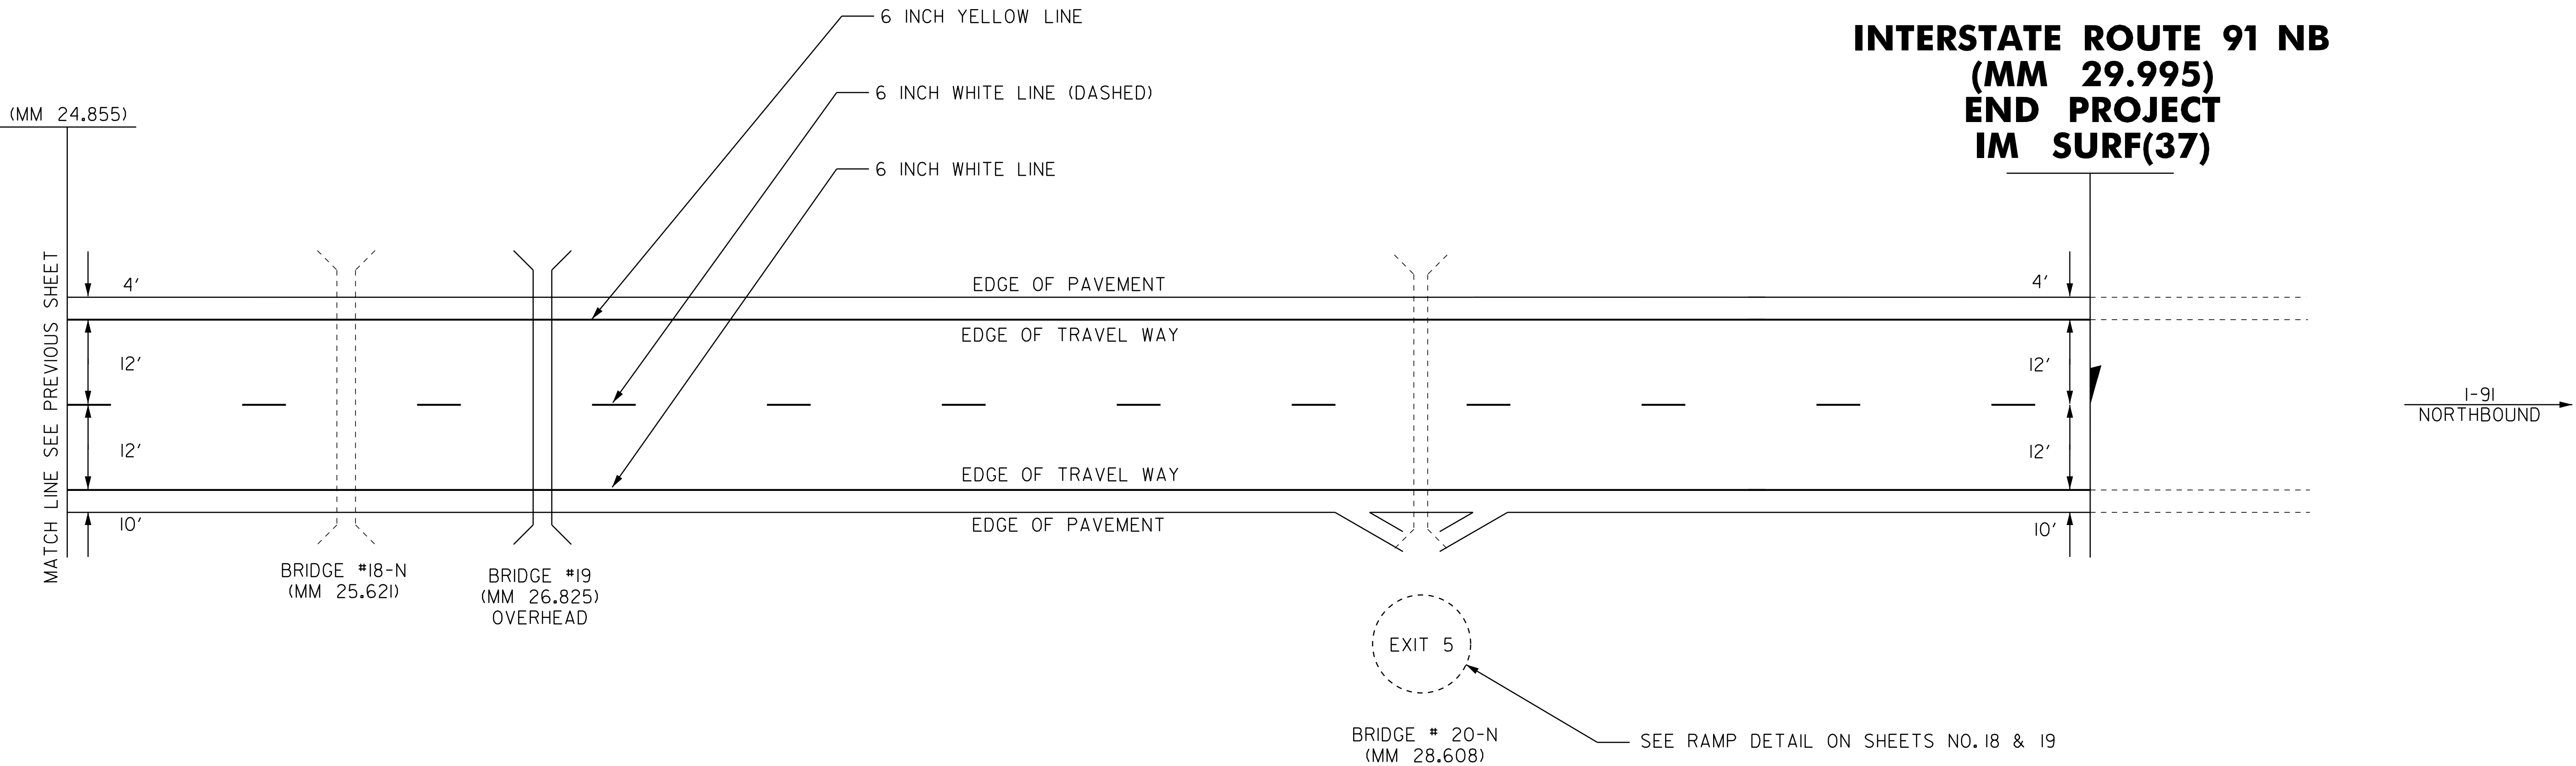 6 INCH YELLOW LINE
INTERSTATE ROUTE 91 NB
(MM 29.995)
END PROJECT
IM SURF(37)
6 INCH WHITE LINE (DASHED)
(MM 24.855)
6 INCH WHITE LINE
MATCH LINE SEE PREVIOUS SHEET
4'
EDGE OF PAVEMENT
4'
EDGE OF TRAVEL WAY
12'
12'
I-91
NORTHBOUND
12'
12'
EDGE OF TRAVEL WAY
10'
EDGE OF PAVEMENT
10'
BRIDGE #18-N
(MM 25.621)
BRIDGE #19
(MM 26.825)
OVERHEAD
EXIT 5
BRIDGE # 20-N
(MM 28.608)
SEE RAMP DETAIL ON SHEETS NO. 18 & 19